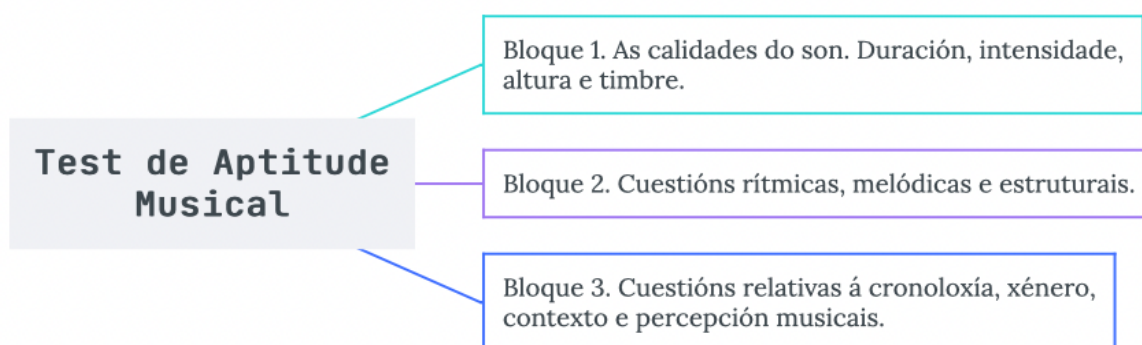 Test de Aptitude
Musical
Bloque 1. As calidades do son. Duración, intensidade,
altura e timbre.
Bloque 2. Cuestións rítmicas, melódicas e estruturais.
Bloque 3. Cuestións relativas á cronoloxía, xénero,
contexto e percepción musicais.